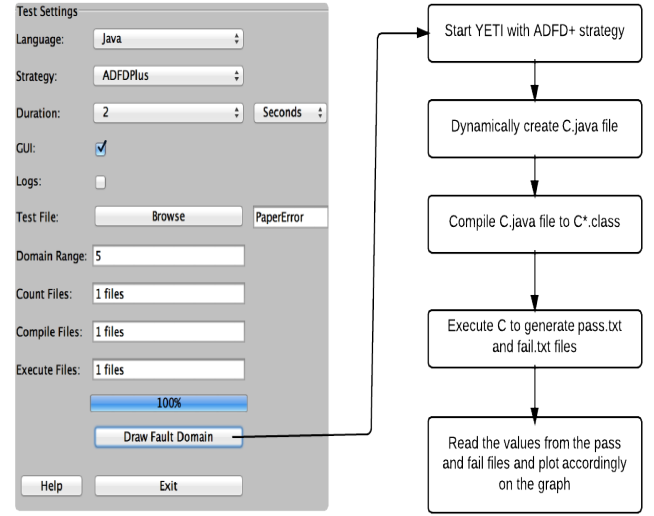 Test Settings
Language: Java
Strategy: ADFDPlus
Duration: 2 Seconds
GUI:
Logs:
Test File: Browse PaperError
Domain Range: 5
Count Files: 1 files
Compile Files: 1 files
Execute Files: 1 files
100%
Draw Fault Domain
Help Exit
Start YETI with ADFD+ strategy
Dynamically create C.java file
Compile C.java file to C*.class
Execute C to generate pass.txt
and fail.txt files
Read the values from the pass
and fail files and plot accordingly
on the graph